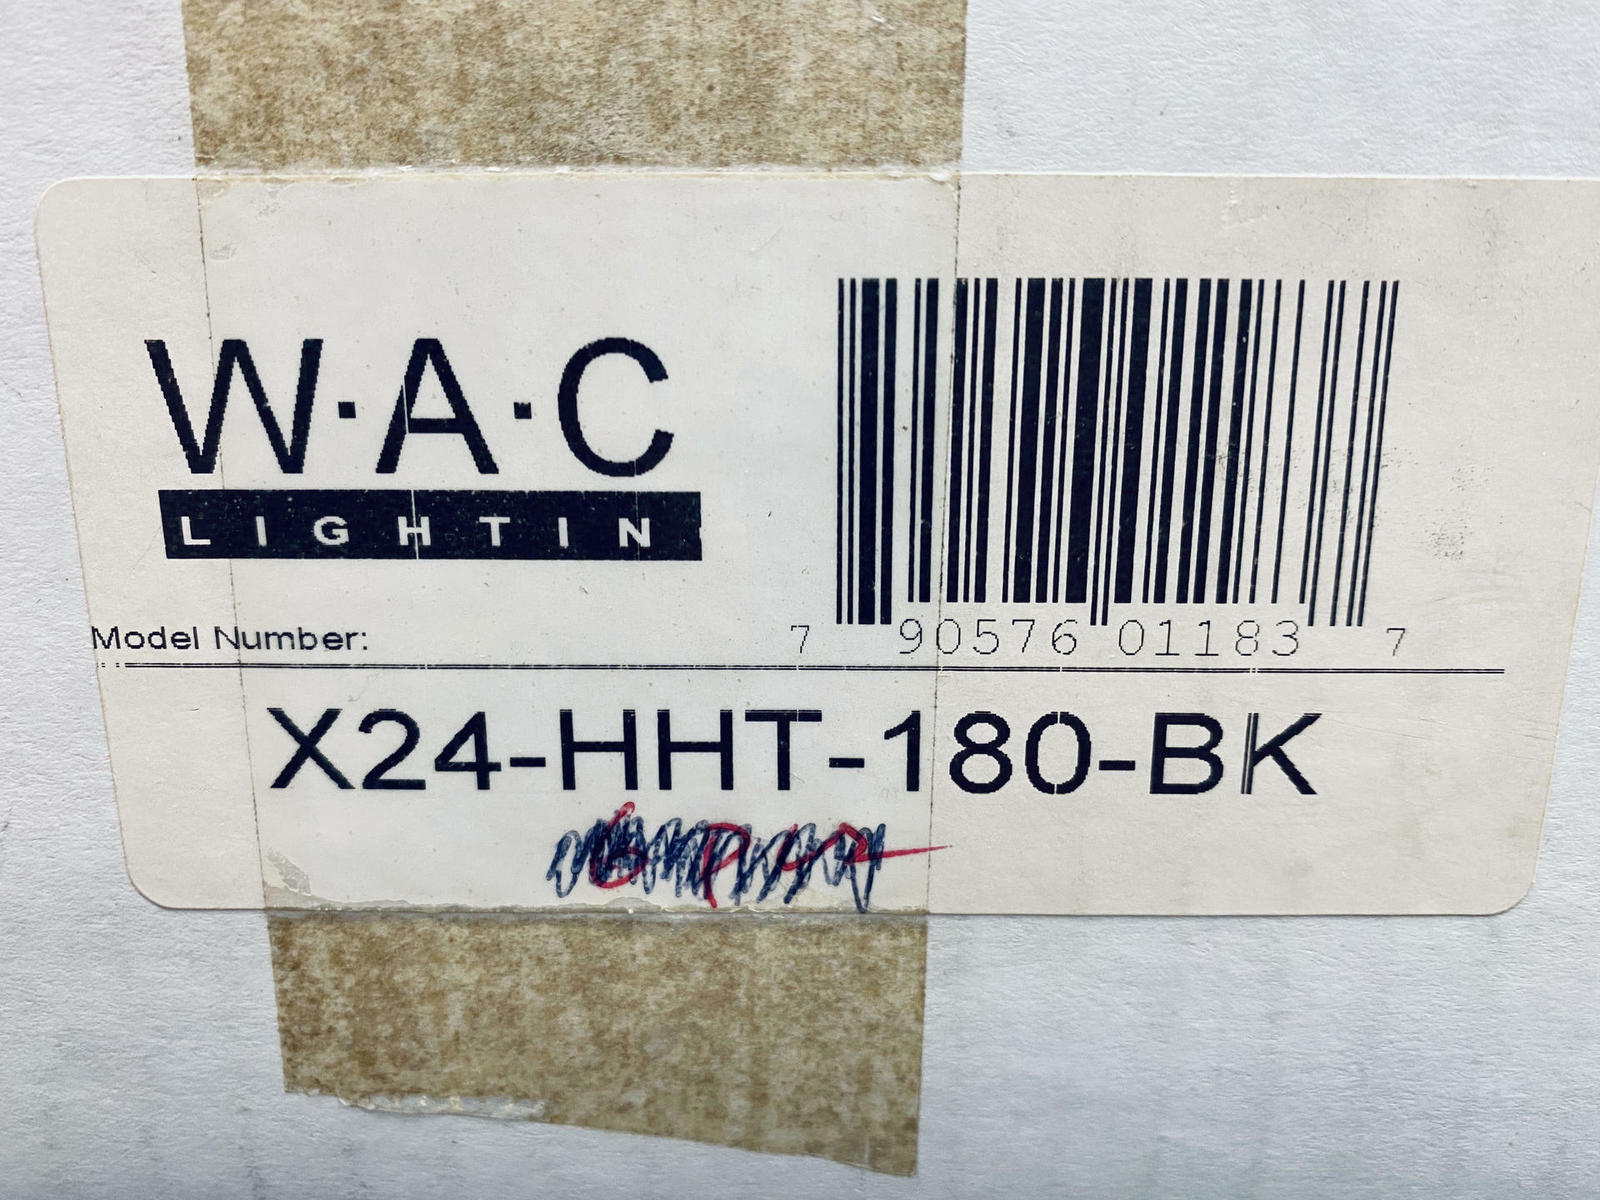 W·A·C
LIGHTIN
Model Number:
7 90576 01183 7
X24-HHT-180-BK